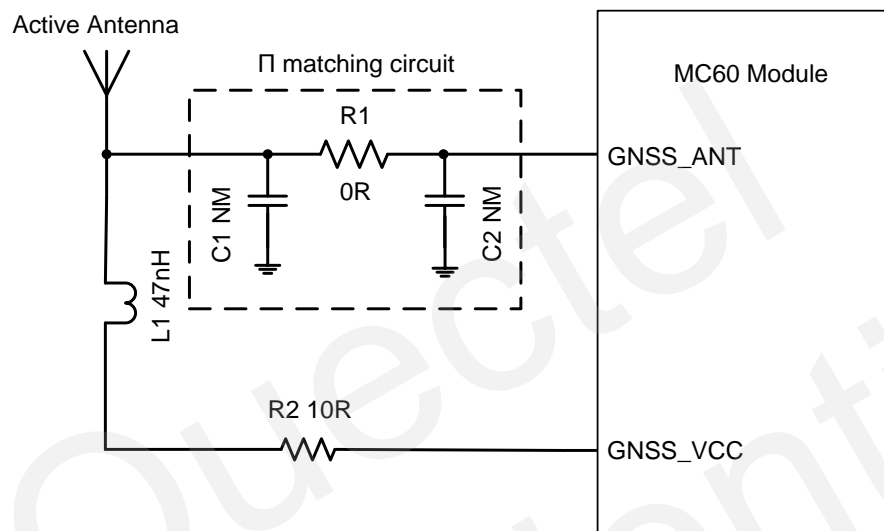 Active Antenna
Π matching circuit
MC60 Module
R1
GNSS_ANT
0R
C1 NM
C2 NM
L1 47nH
R2 10R
GNSS_VCC
Quectel